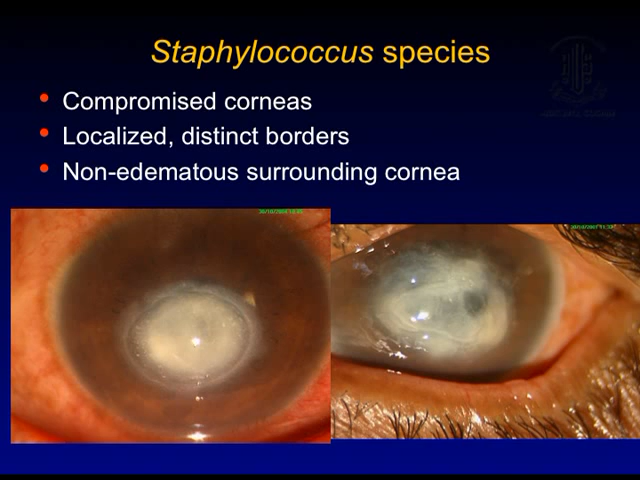 Staphylococcus species
• Compromised corneas
• Localized, distinct borders
• Non-edematous surrounding cornea